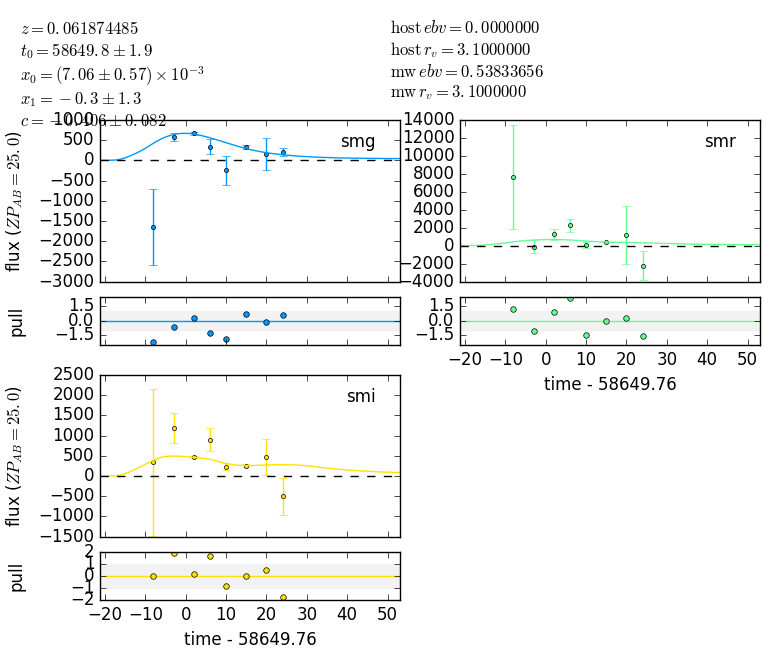 z = 0.061874485
t0 = 58649.8 ± 1.9
x0 = (7.06 ± 0.57) × 10^−3
x1 = −0.3 ± 1.3
c = −0.406 ± 0.082
host ebv = 0.0000000
host r_v = 3.1000000
mw ebv = 0.53833656
mw r_v = 3.1000000
smg
flux (ZP_AB = 25.0)
1000
500
0
−500
−1000
−1500
−2000
−2500
−3000
smr
14000
12000
10000
8000
6000
4000
2000
0
−2000
−4000
pull
1.5
0.0
−1.5
1.5
0.0
−1.5
−20 −10 0 10 20 30 40 50
time - 58649.76
smi
flux (ZP_AB = 25.0)
2500
2000
1500
1000
500
0
−500
−1000
−1500
pull
2
1
0
−1
−2
−20 −10 0 10 20 30 40 50
time - 58649.76